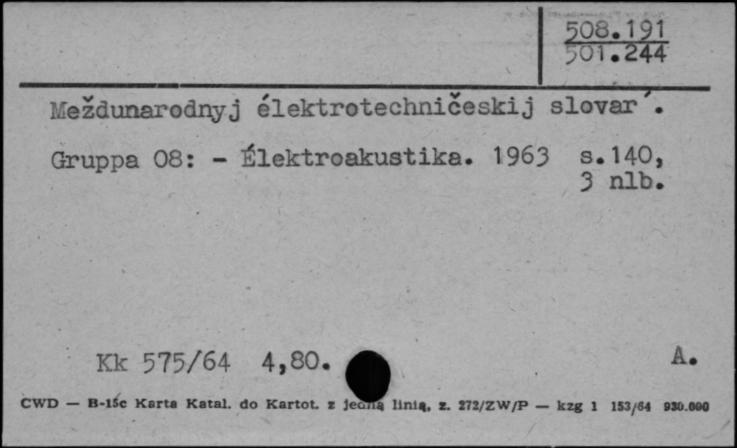 508.191
501.244
Meždunarodnyj élektrotechničeskij slovar´.
Gruppa 08: - Élektroakustika. 1963 s.140,
3 nlb.
Kk 575/64 4,80.
A.
CWD — B-15c Karta Katal. do Kartot. z jedną linią, z. 272/ZW/P — kzg 1 153/64 930.000